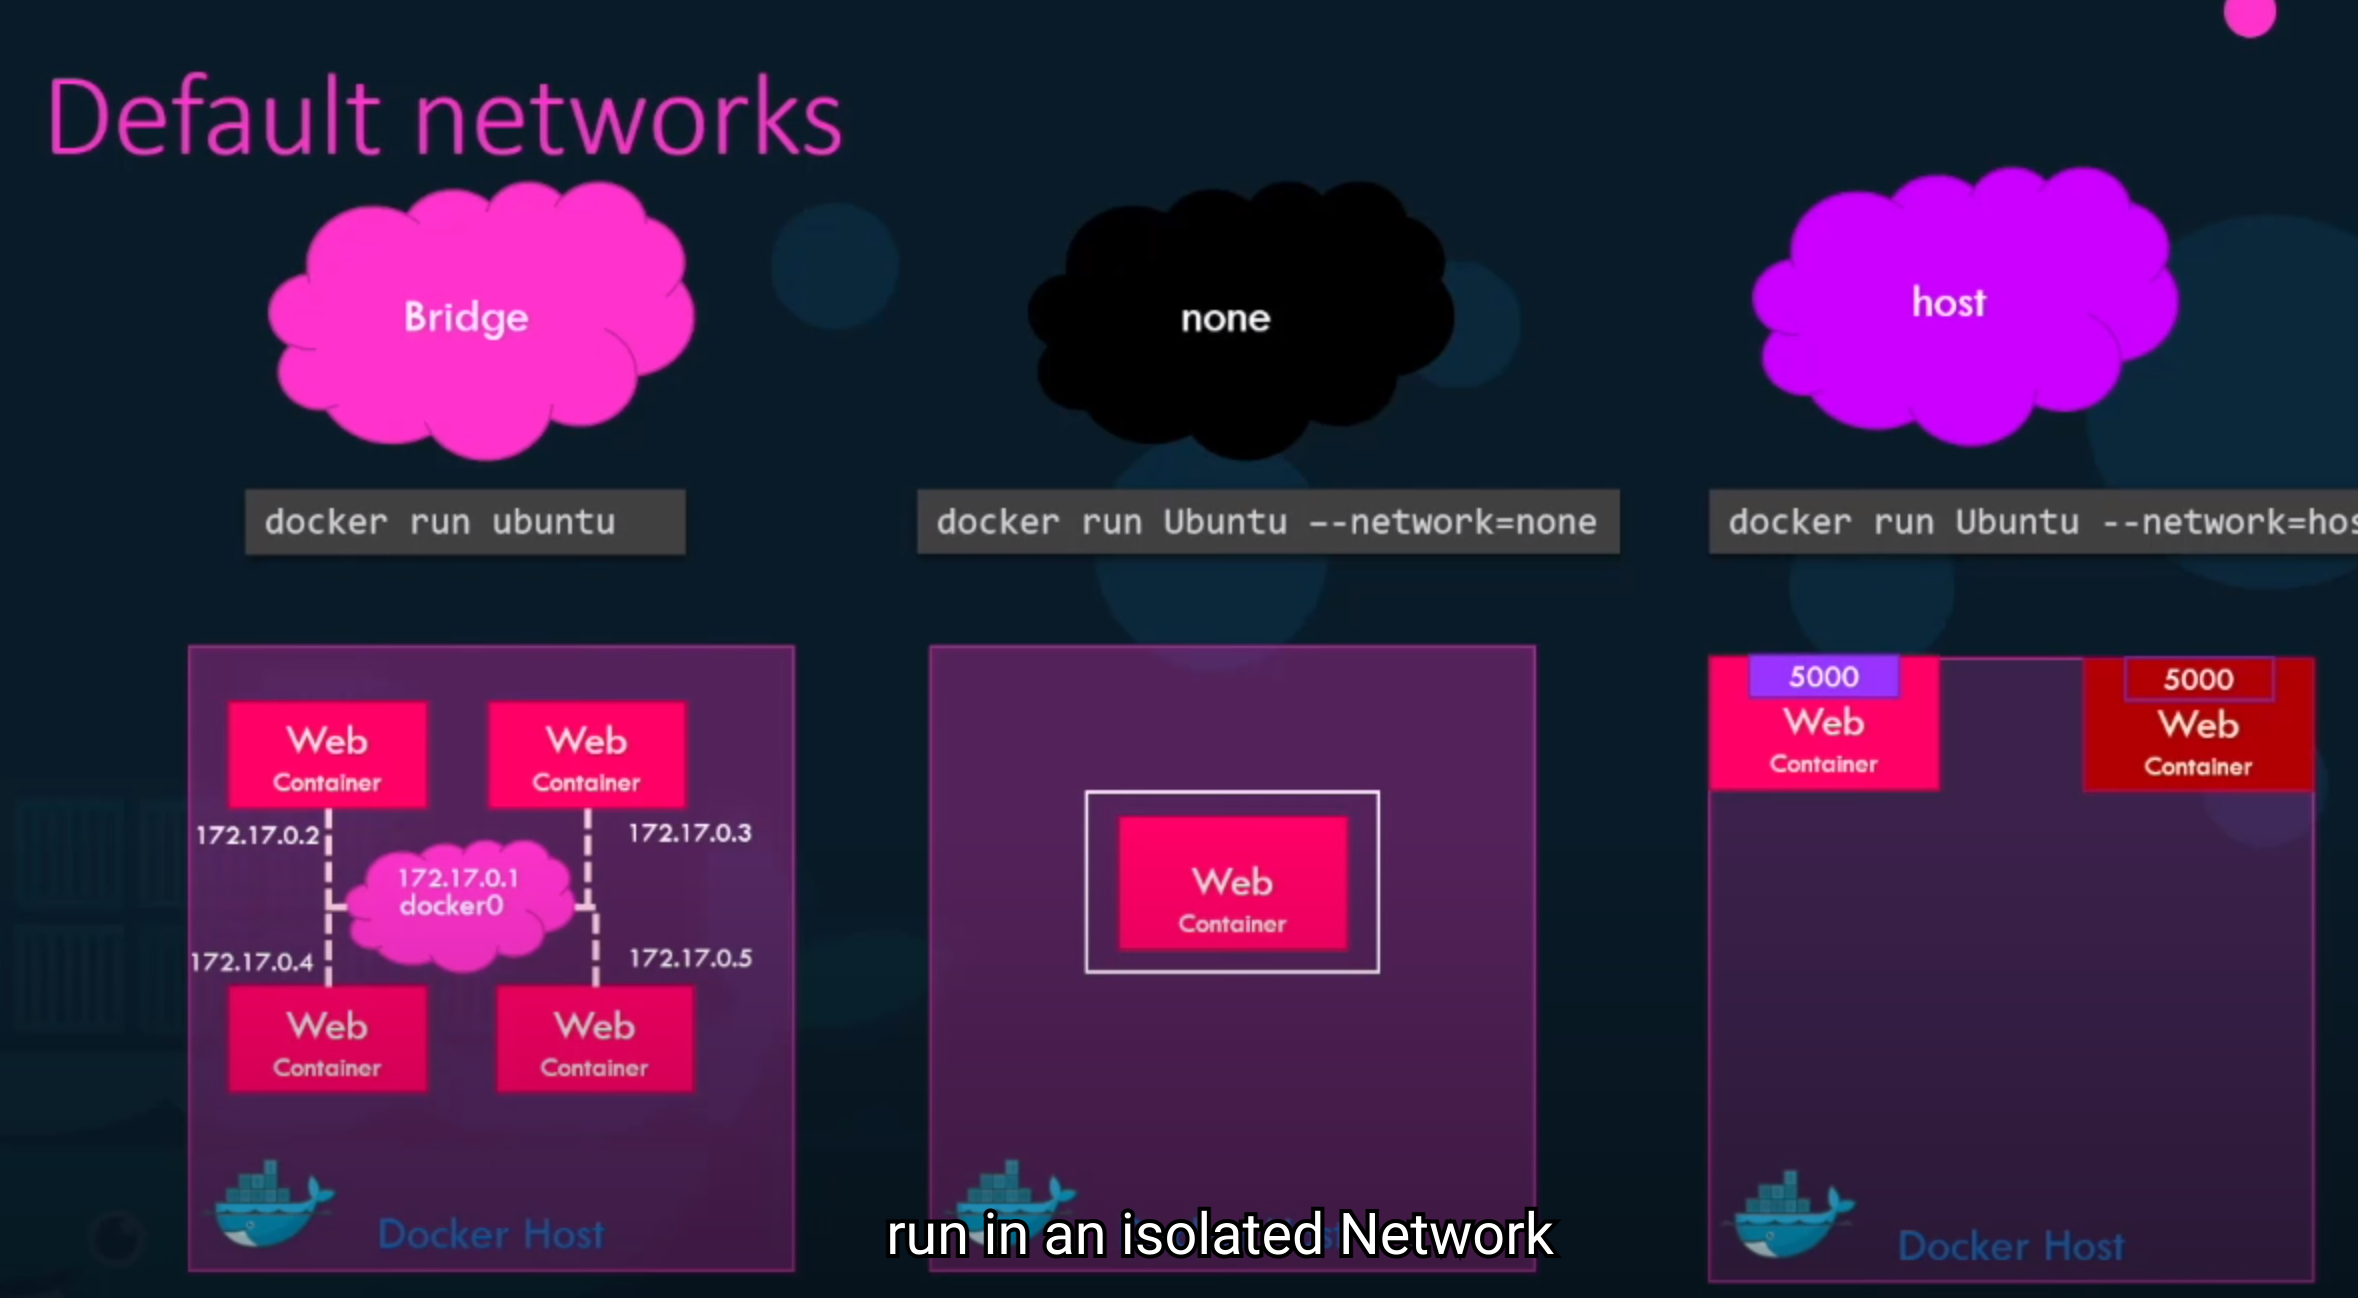 Default networks
Bridge
none
host
docker run ubuntu
docker run Ubuntu --network=none
docker run Ubuntu --network=hos
Web
Container
Web
Container
172.17.0.2
172.17.0.3
172.17.0.1
docker0
172.17.0.4
172.17.0.5
Web
Container
Web
Container
Docker Host
Web
Container
5000
Web
Container
5000
Web
Container
Docker Host
run in an isolated Network